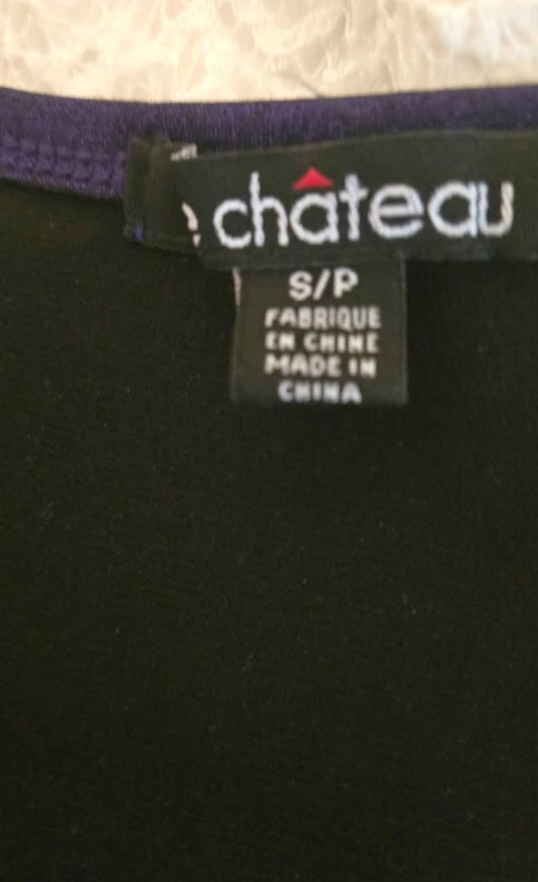 château
S/P
FABRIQUE
EN CHINE
MADE IN
CHINA